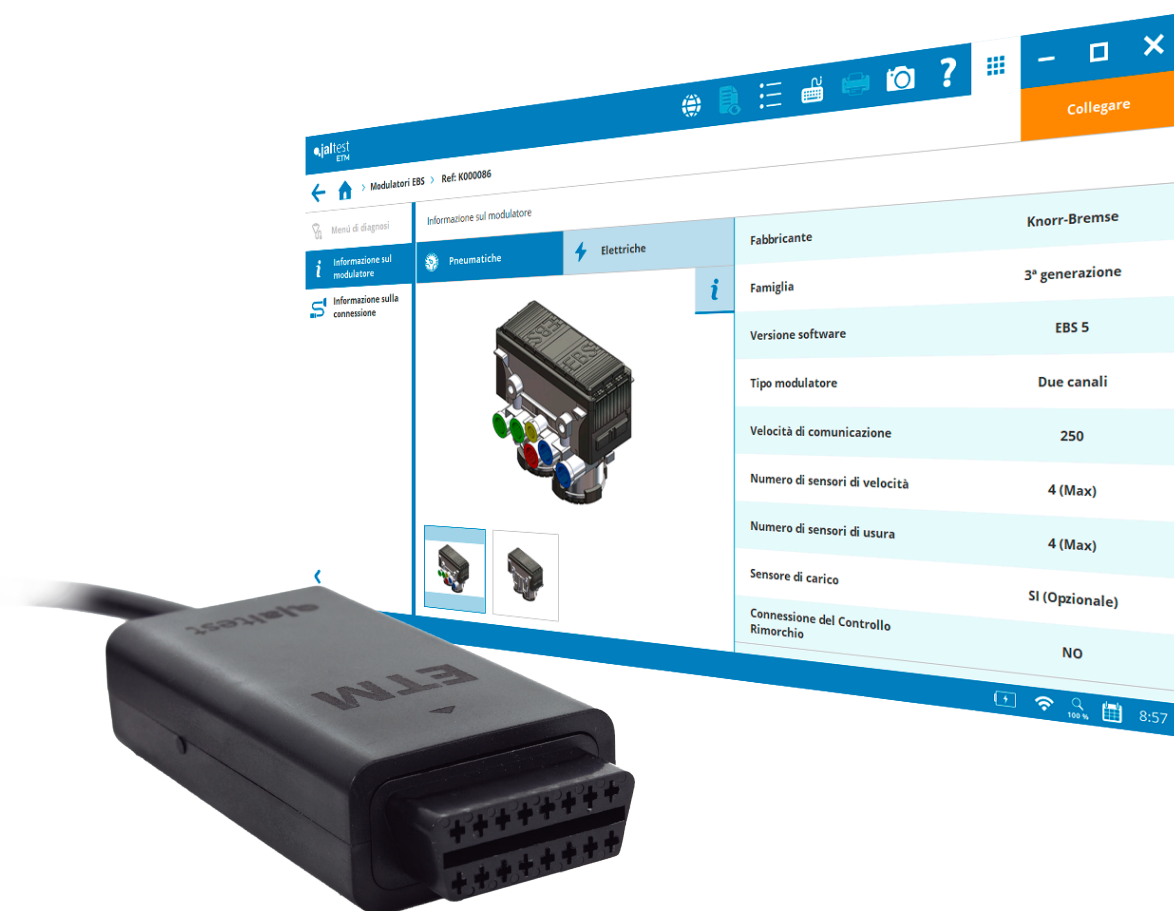 jaltest
ETM
Collegare
Modulatori EBS > Ref: K000086
Menù di diagnosi
Informazione sul
modulatore
Informazione sulla
connessione
Informazione sul modulatore
Pneumatiche
Elettriche
EBS
EBS
Fabbricante
Knorr-Bremse
Famiglia
3ª generazione
Versione software
EBS 5
Tipo modulatore
Due canali
Velocità di comunicazione
250
Numero di sensori di velocità
4 (Max)
Numero di sensori di usura
4 (Max)
Sensore di carico
SI (Opzionale)
Connessione del Controllo
Rimorchio
NO
100 %
8:57
jaltest
ETM